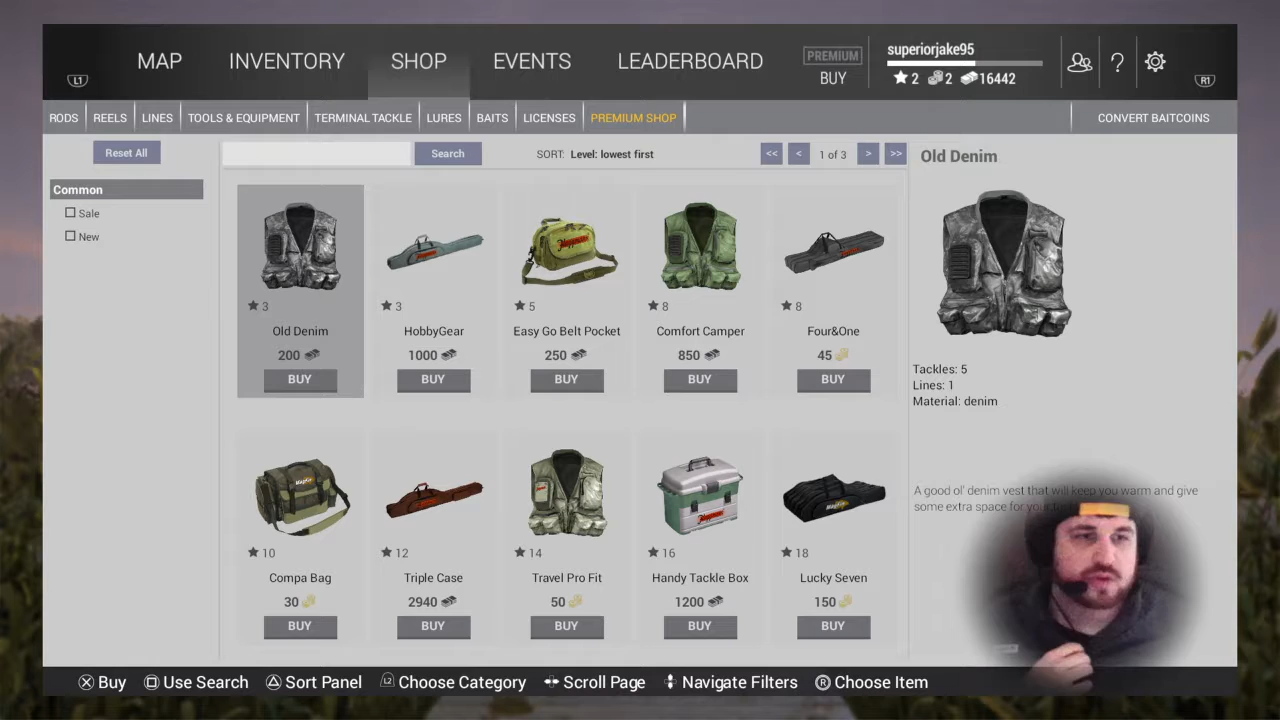 MAP INVENTORY SHOP EVENTS LEADERBOARD
PREMIUM
BUY
superiorjake95
2 2 16442
?
L1
R1
RODS REELS LINES TOOLS & EQUIPMENT TERMINAL TACKLE LURES BAITS LICENSES PREMIUM SHOP CONVERT BAITCOINS
Reset All
Search
SORT: Level: lowest first
<< < 1 of 3 > >>
Common
Sale
New
3
Old Denim
200
BUY
3
HobbyGear
1000
BUY
5
Easy Go Belt Pocket
250
BUY
8
Comfort Camper
850
BUY
8
Four&One
45
BUY
10
Compa Bag
30
BUY
12
Triple Case
2940
BUY
14
Travel Pro Fit
50
BUY
16
Handy Tackle Box
1200
BUY
18
Lucky Seven
150
BUY
Old Denim
Tackles: 5
Lines: 1
Material: denim
A good ol' denim vest that will keep you warm and give
some extra space for your
Buy Use Search Sort Panel L2 Choose Category Scroll Page Navigate Filters R Choose Item